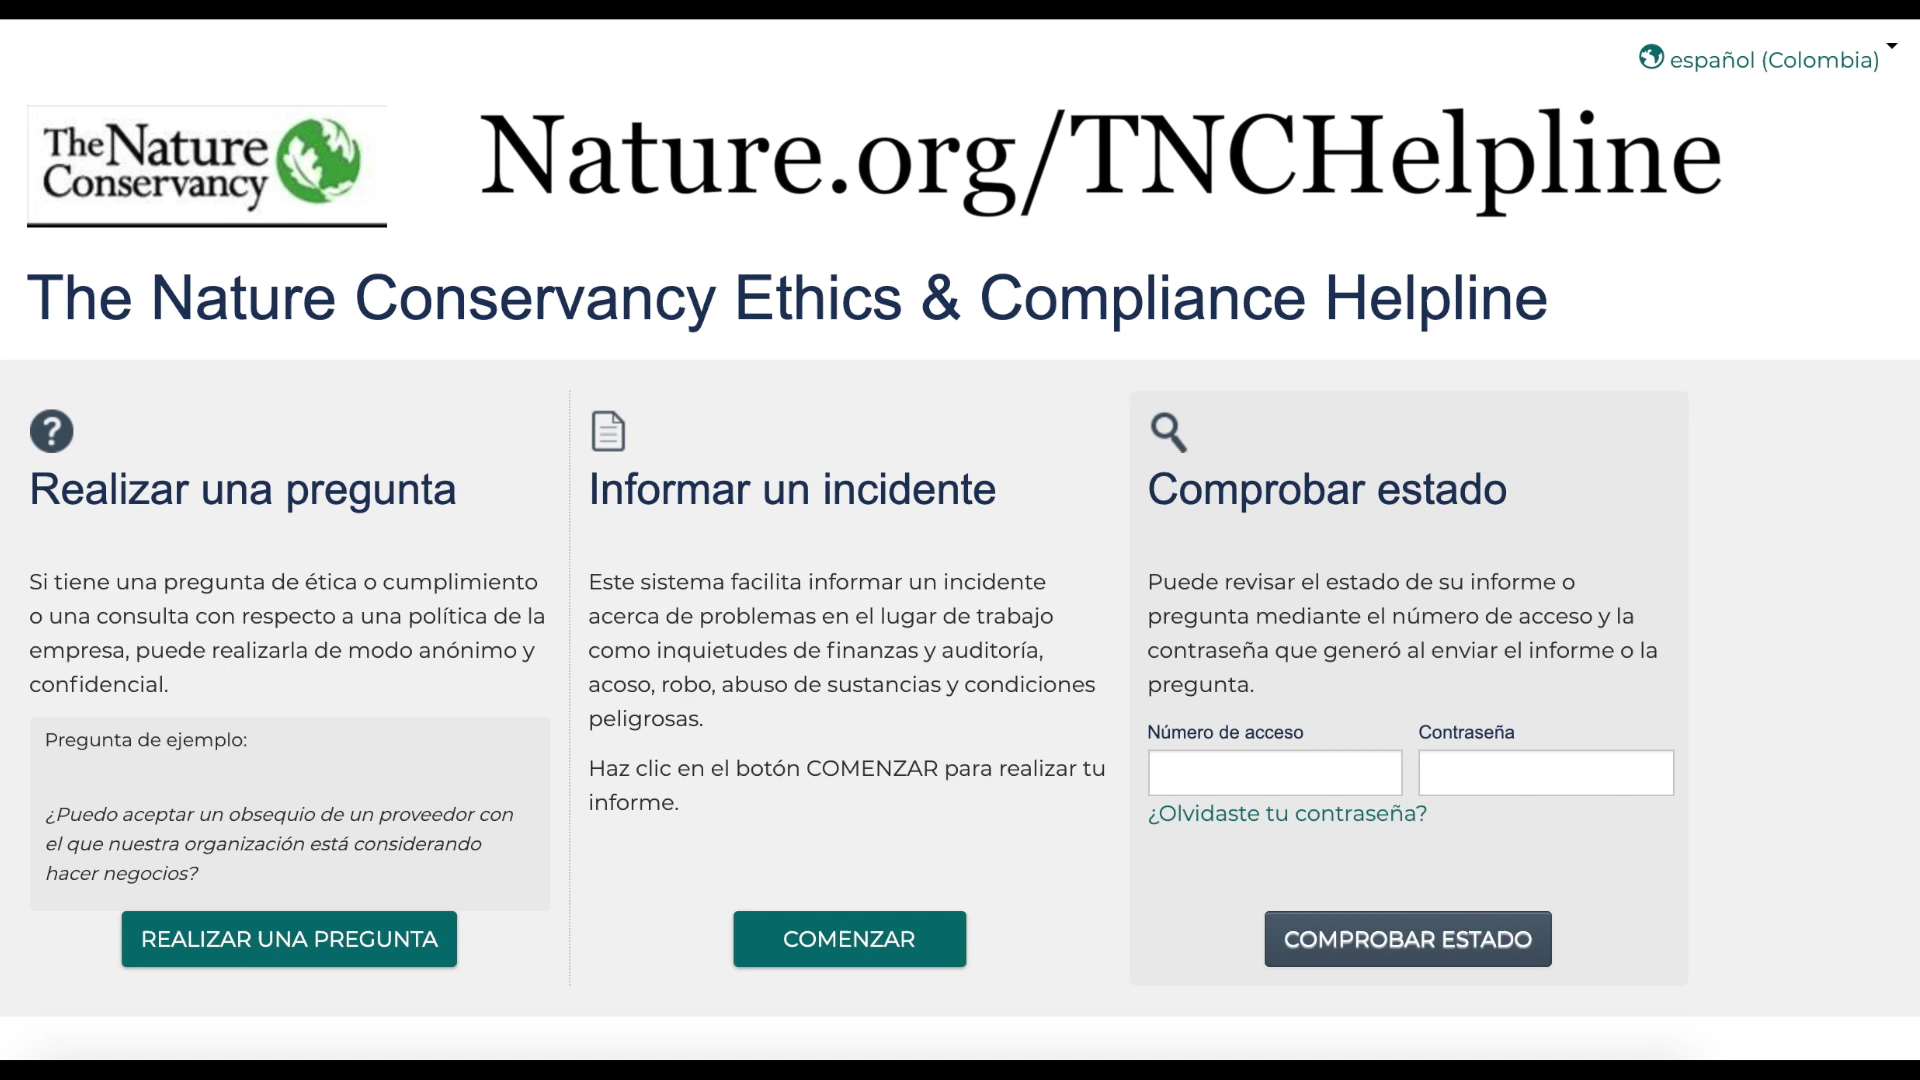 español (Colombia)
The Nature
Conservancy
Nature.org/TNCHelpline
The Nature Conservancy Ethics & Compliance Helpline
?
Realizar una pregunta
Si tiene una pregunta de ética o cumplimiento
o una consulta con respecto a una política de la
empresa, puede realizarla de modo anónimo y
confidencial.
Pregunta de ejemplo:
¿Puedo aceptar un obsequio de un proveedor con
el que nuestra organización está considerando
hacer negocios?
REALIZAR UNA PREGUNTA
Informar un incidente
Este sistema facilita informar un incidente
acerca de problemas en el lugar de trabajo
como inquietudes de finanzas y auditoría,
acoso, robo, abuso de sustancias y condiciones
peligrosas.
Haz clic en el botón COMENZAR para realizar tu
informe.
COMENZAR
Comprobar estado
Puede revisar el estado de su informe o
pregunta mediante el número de acceso y la
contraseña que generó al enviar el informe o la
pregunta.
Número de acceso
Contraseña
¿Olvidaste tu contraseña?
COMPROBAR ESTADO